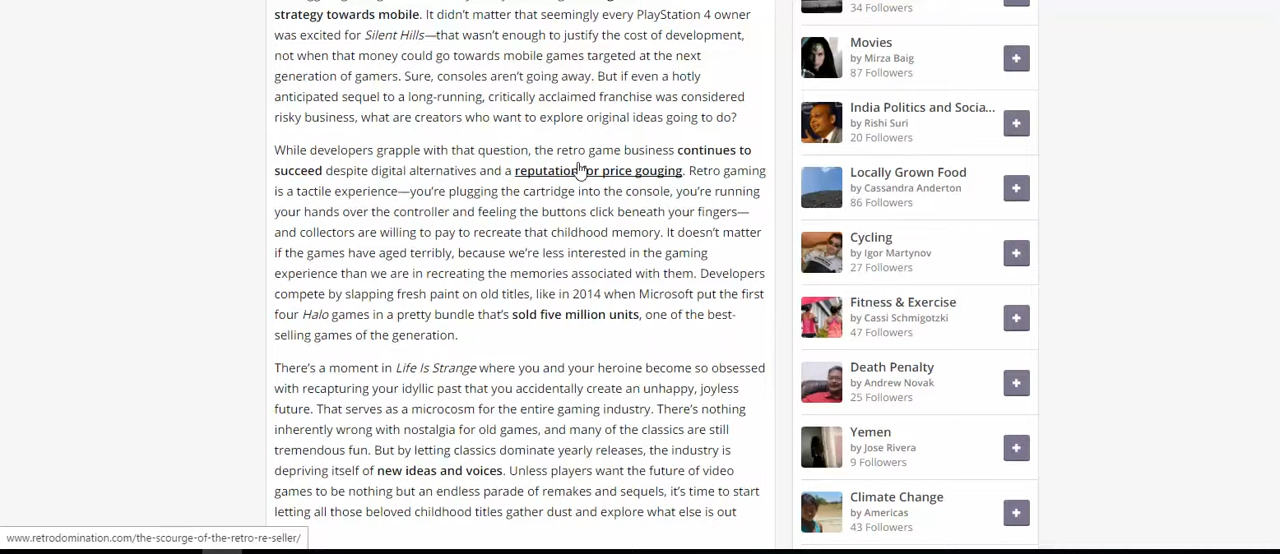 strategy towards mobile. It didn't matter that seemingly every PlayStation 4 owner
was excited for Silent Hills—that wasn't enough to justify the cost of development,
not when that money could go towards mobile games targeted at the next
generation of gamers. Sure, consoles aren't going away. But if even a hotly
anticipated sequel to a long-running, critically acclaimed franchise was considered
risky business, what are creators who want to explore original ideas going to do?
While developers grapple with that question, the retro game business continues to
succeed despite digital alternatives and a reputation for price gouging. Retro gaming
is a tactile experience—you're plugging the cartridge into the console, you're running
your hands over the controller and feeling the buttons click beneath your fingers—
and collectors are willing to pay to recreate that childhood memory. It doesn't matter
if the games have aged terribly, because we're less interested in the gaming
experience than we are in recreating the memories associated with them. Developers
compete by slapping fresh paint on old titles, like in 2014 when Microsoft put the first
four Halo games in a pretty bundle that's sold five million units, one of the best-
selling games of the generation.
There's a moment in Life Is Strange where you and your heroine become so obsessed
with recapturing your idyllic past that you accidentally create an unhappy, joyless
future. That serves as a microcosm for the entire gaming industry. There's nothing
inherently wrong with nostalgia for old games, and many of the classics are still
tremendous fun. But by letting classics dominate yearly releases, the industry is
depriving itself of new ideas and voices. Unless players want the future of video
games to be nothing but an endless parade of remakes and sequels, it's time to start
letting all those beloved childhood titles gather dust and explore what else is out
34 Followers
Movies
by Mirza Baig
87 Followers
India Politics and Socia...
by Rishi Suri
20 Followers
Locally Grown Food
by Cassandra Anderton
86 Followers
Cycling
by Igor Martynov
27 Followers
Fitness & Exercise
by Cassi Schmigotzki
47 Followers
Death Penalty
by Andrew Novak
25 Followers
Yemen
by Jose Rivera
9 Followers
Climate Change
by Americas
43 Followers
www.retrodomination.com/the-scourge-of-the-retro-re-seller/